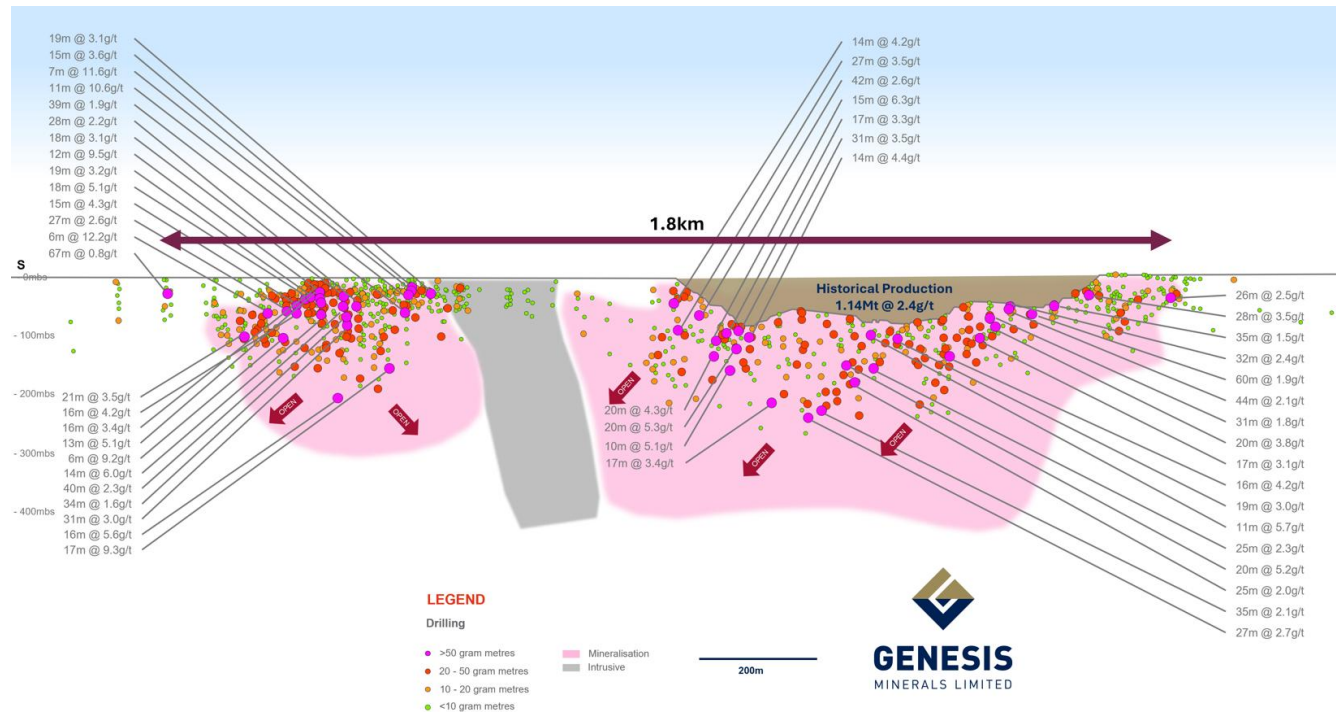 19m @ 3.1g/t
15m @ 3.6g/t
7m @ 11.6g/t
11m @ 10.6g/t
39m @ 1.9g/t
28m @ 2.2g/t
18m @ 3.1g/t
12m @ 9.5g/t
19m @ 3.2g/t
18m @ 5.1g/t
15m @ 4.3g/t
27m @ 2.6g/t
6m @ 12.2g/t
67m @ 0.8g/t
14m @ 4.2g/t
27m @ 3.5g/t
42m @ 2.6g/t
15m @ 6.3g/t
17m @ 3.3g/t
31m @ 3.5g/t
14m @ 4.4g/t
1.8km
S
0mbs
- 100mbs
- 200mbs
- 300mbs
- 400mbs
Historical Production
1.14Mt @ 2.4g/t
OPEN
OPEN
OPEN
OPEN
OPEN
21m @ 3.5g/t
16m @ 4.2g/t
16m @ 3.4g/t
13m @ 5.1g/t
6m @ 9.2g/t
14m @ 6.0g/t
40m @ 2.3g/t
34m @ 1.6g/t
31m @ 3.0g/t
16m @ 5.6g/t
17m @ 9.3g/t
20m @ 4.3g/t
20m @ 5.3g/t
10m @ 5.1g/t
17m @ 3.4g/t
26m @ 2.5g/t
28m @ 3.5g/t
35m @ 1.5g/t
32m @ 2.4g/t
60m @ 1.9g/t
44m @ 2.1g/t
31m @ 1.8g/t
20m @ 3.8g/t
17m @ 3.1g/t
16m @ 4.2g/t
19m @ 3.0g/t
11m @ 5.7g/t
25m @ 2.3g/t
20m @ 5.2g/t
25m @ 2.0g/t
35m @ 2.1g/t
27m @ 2.7g/t
LEGEND
Drilling
>50 gram metres
20 - 50 gram metres
10 - 20 gram metres
<10 gram metres
Mineralisation
Intrusive
200m
GENESIS
MINERALS LIMITED